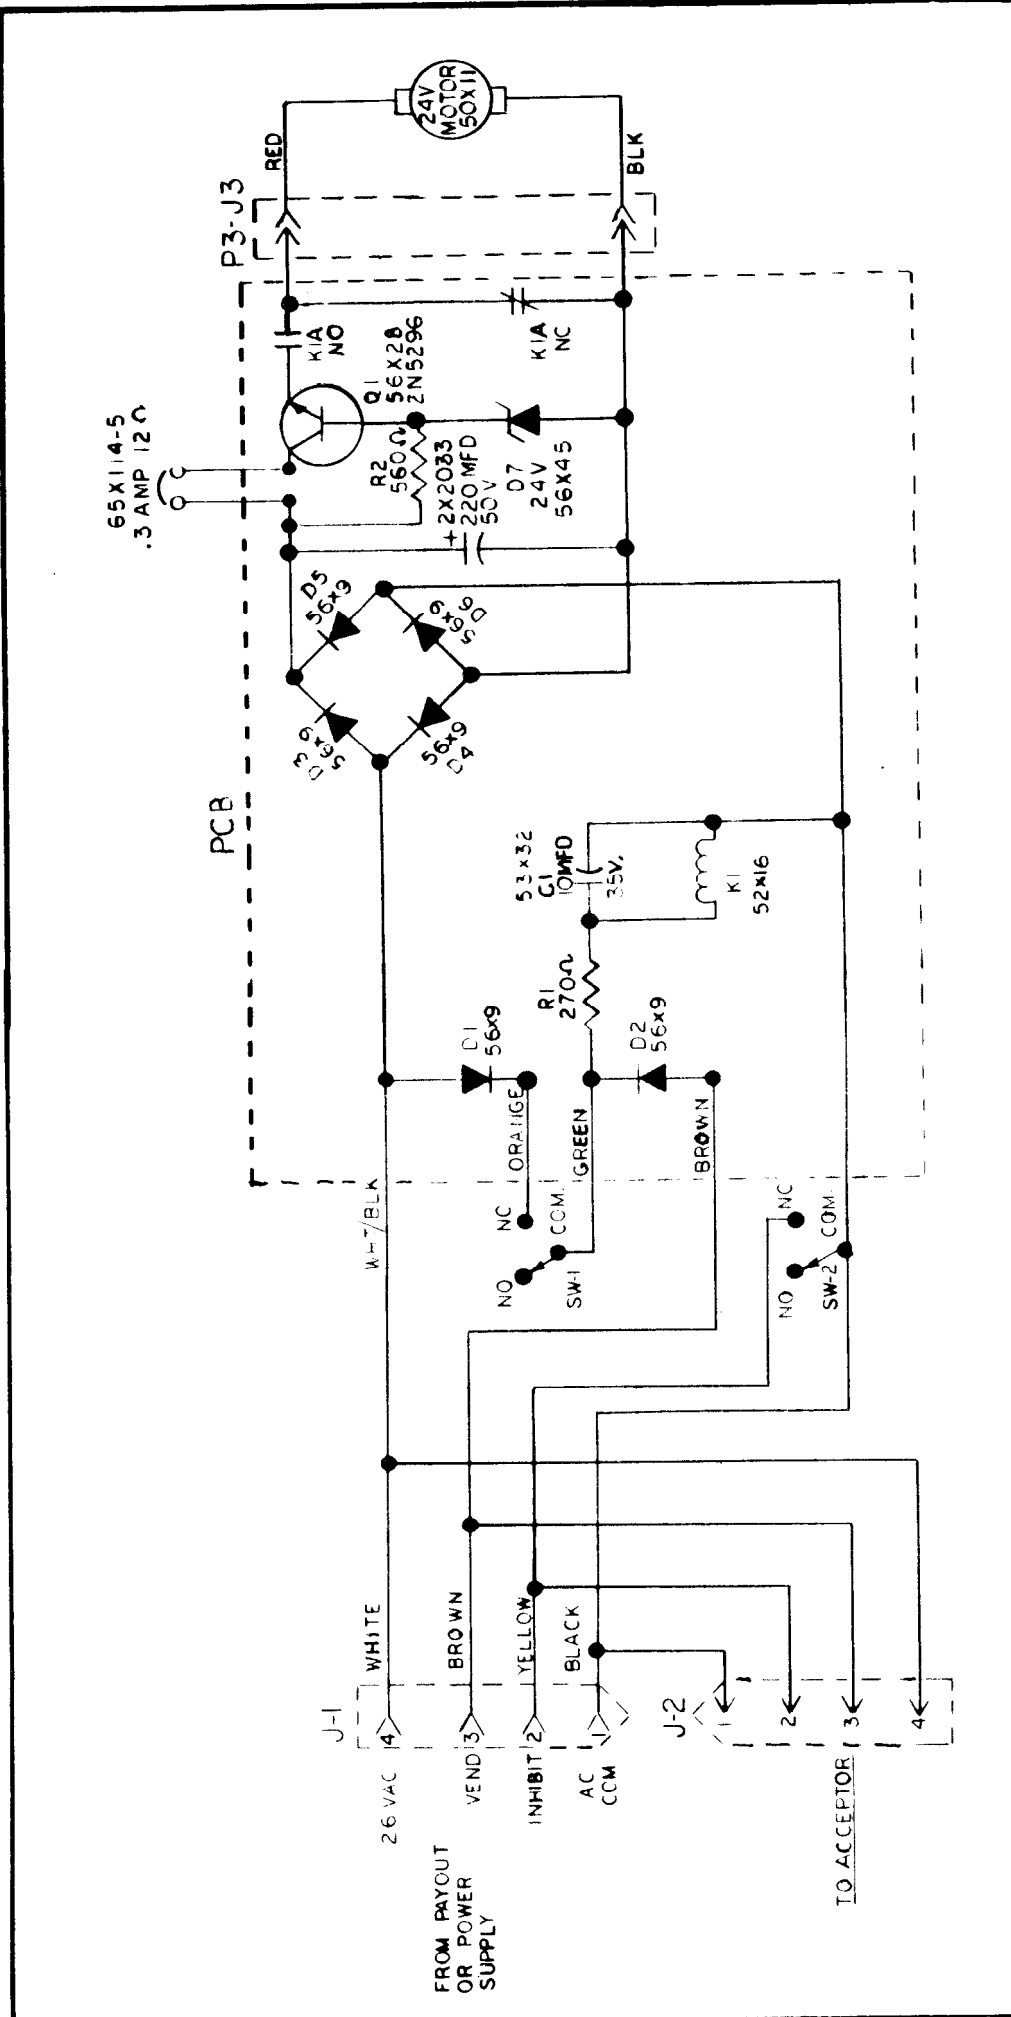 FROM PAYOUT
OR POWER
SUPPLY
26 VAC
VEND
INHIBIT
AC
COM
J-1
4
3
2
1
WHITE
BROWN
YELLOW
BLACK
J-2
1
2
3
4
TO ACCEPTOR
WHT/BLK
NO
NC
COM.
SW-1
NO
NC
COM.
SW-2
ORANGE
GREEN
BROWN
PCB
D1
56x9
R1
270Ω
D2
56x9
53x32
C1
10MFD
35V.
K1
52x16
D3
56x9
56x9
D4
D5
56x9
56x9
D6
65X114-5
.3 AMP 12Ω
R2
560Ω
+
2X2033
220MFD
50V
Q1
56X28
2N5296
D7
24V
56X45
K1A
NO
K1A
NC
P3-J3
RED
BLK
24V
MOTOR
50X11